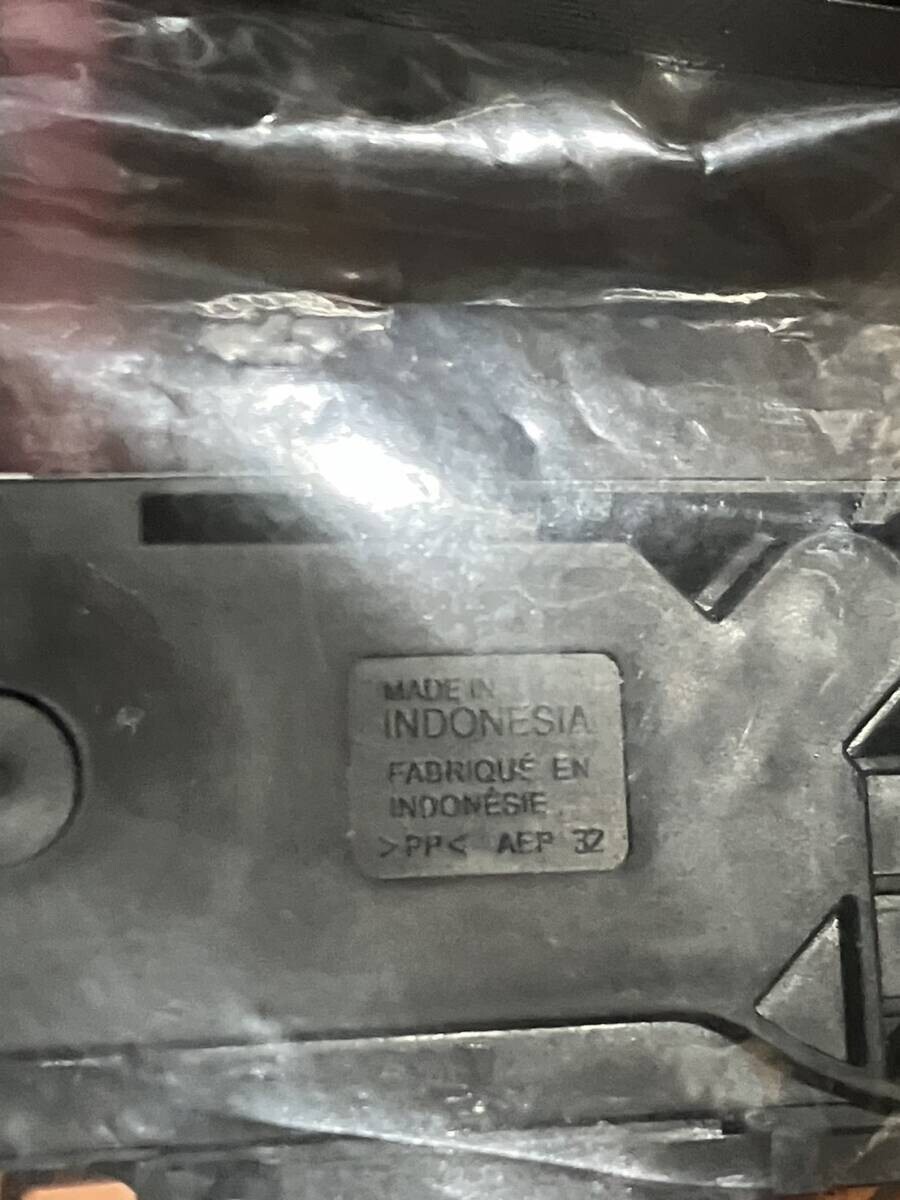 MADE IN
INDONESIA
FABRIQUÉ EN
INDONÉSIE
>PP< AEP 32